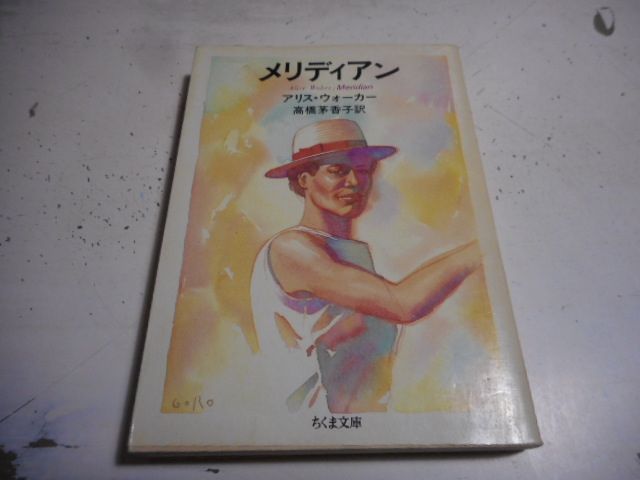 メリディアン
Alice Walker: Meridian
アリス・ウォーカー
高橋茅香子訳
GORO
ちくま文庫